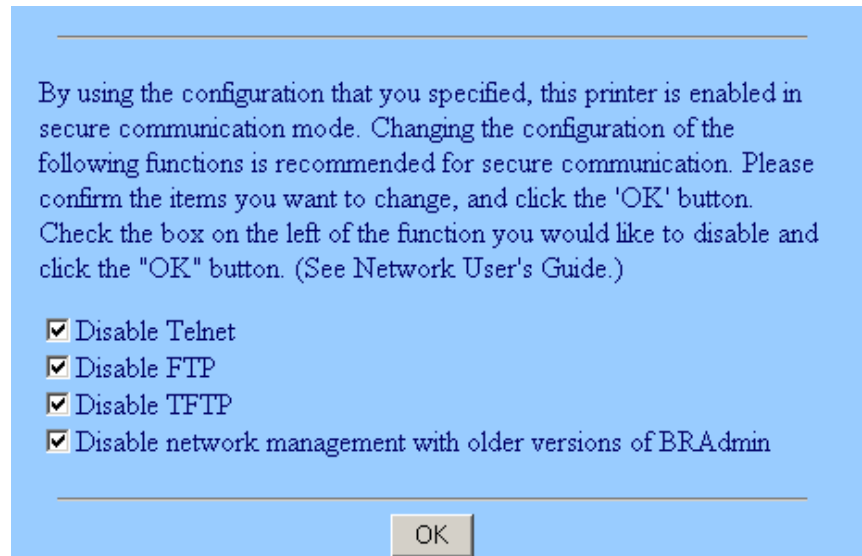 By using the configuration that you specified, this printer is enabled in
secure communication mode. Changing the configuration of the
following functions is recommended for secure communication. Please
confirm the items you want to change, and click the 'OK' button.
Check the box on the left of the function you would like to disable and
click the "OK" button. (See Network User's Guide.)
Disable Telnet
Disable FTP
Disable TFTP
Disable network management with older versions of BRAdmin
OK